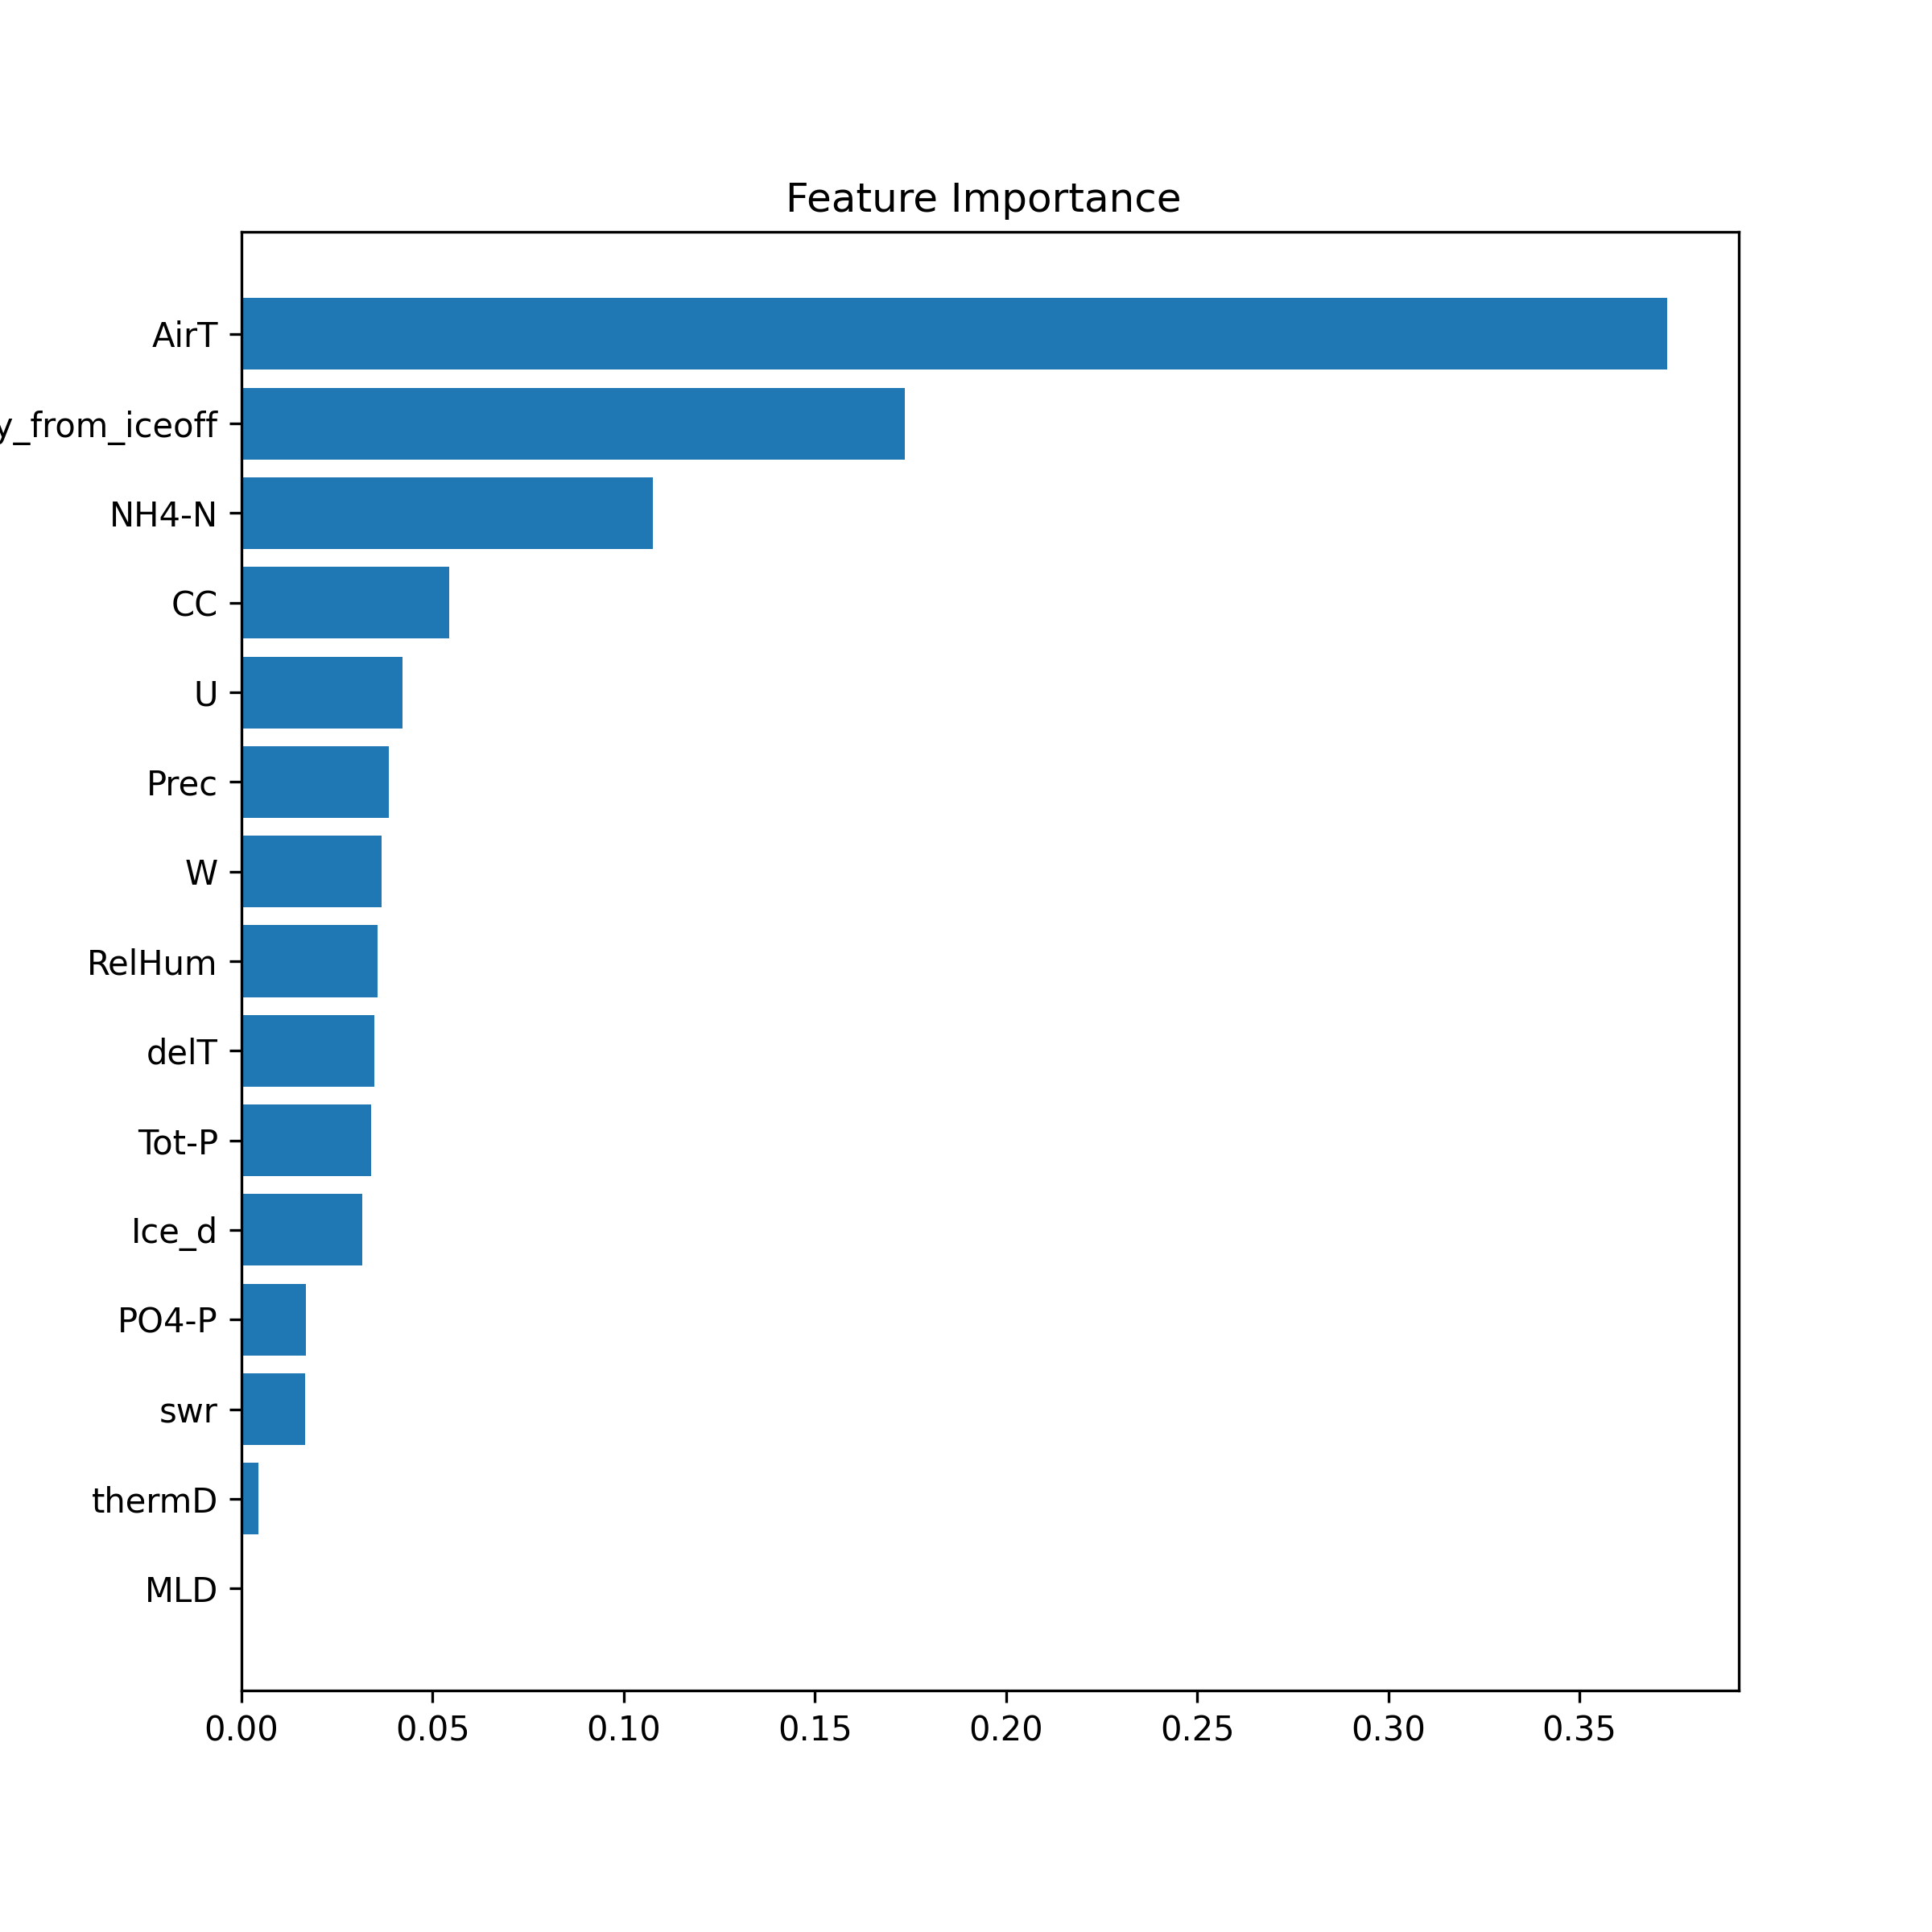 Feature Importance
AirT
y_from_iceoff
NH4-N
CC
U
Prec
W
RelHum
delT
Tot-P
Ice_d
PO4-P
swr
thermD
MLD
0.00 0.05 0.10 0.15 0.20 0.25 0.30 0.35